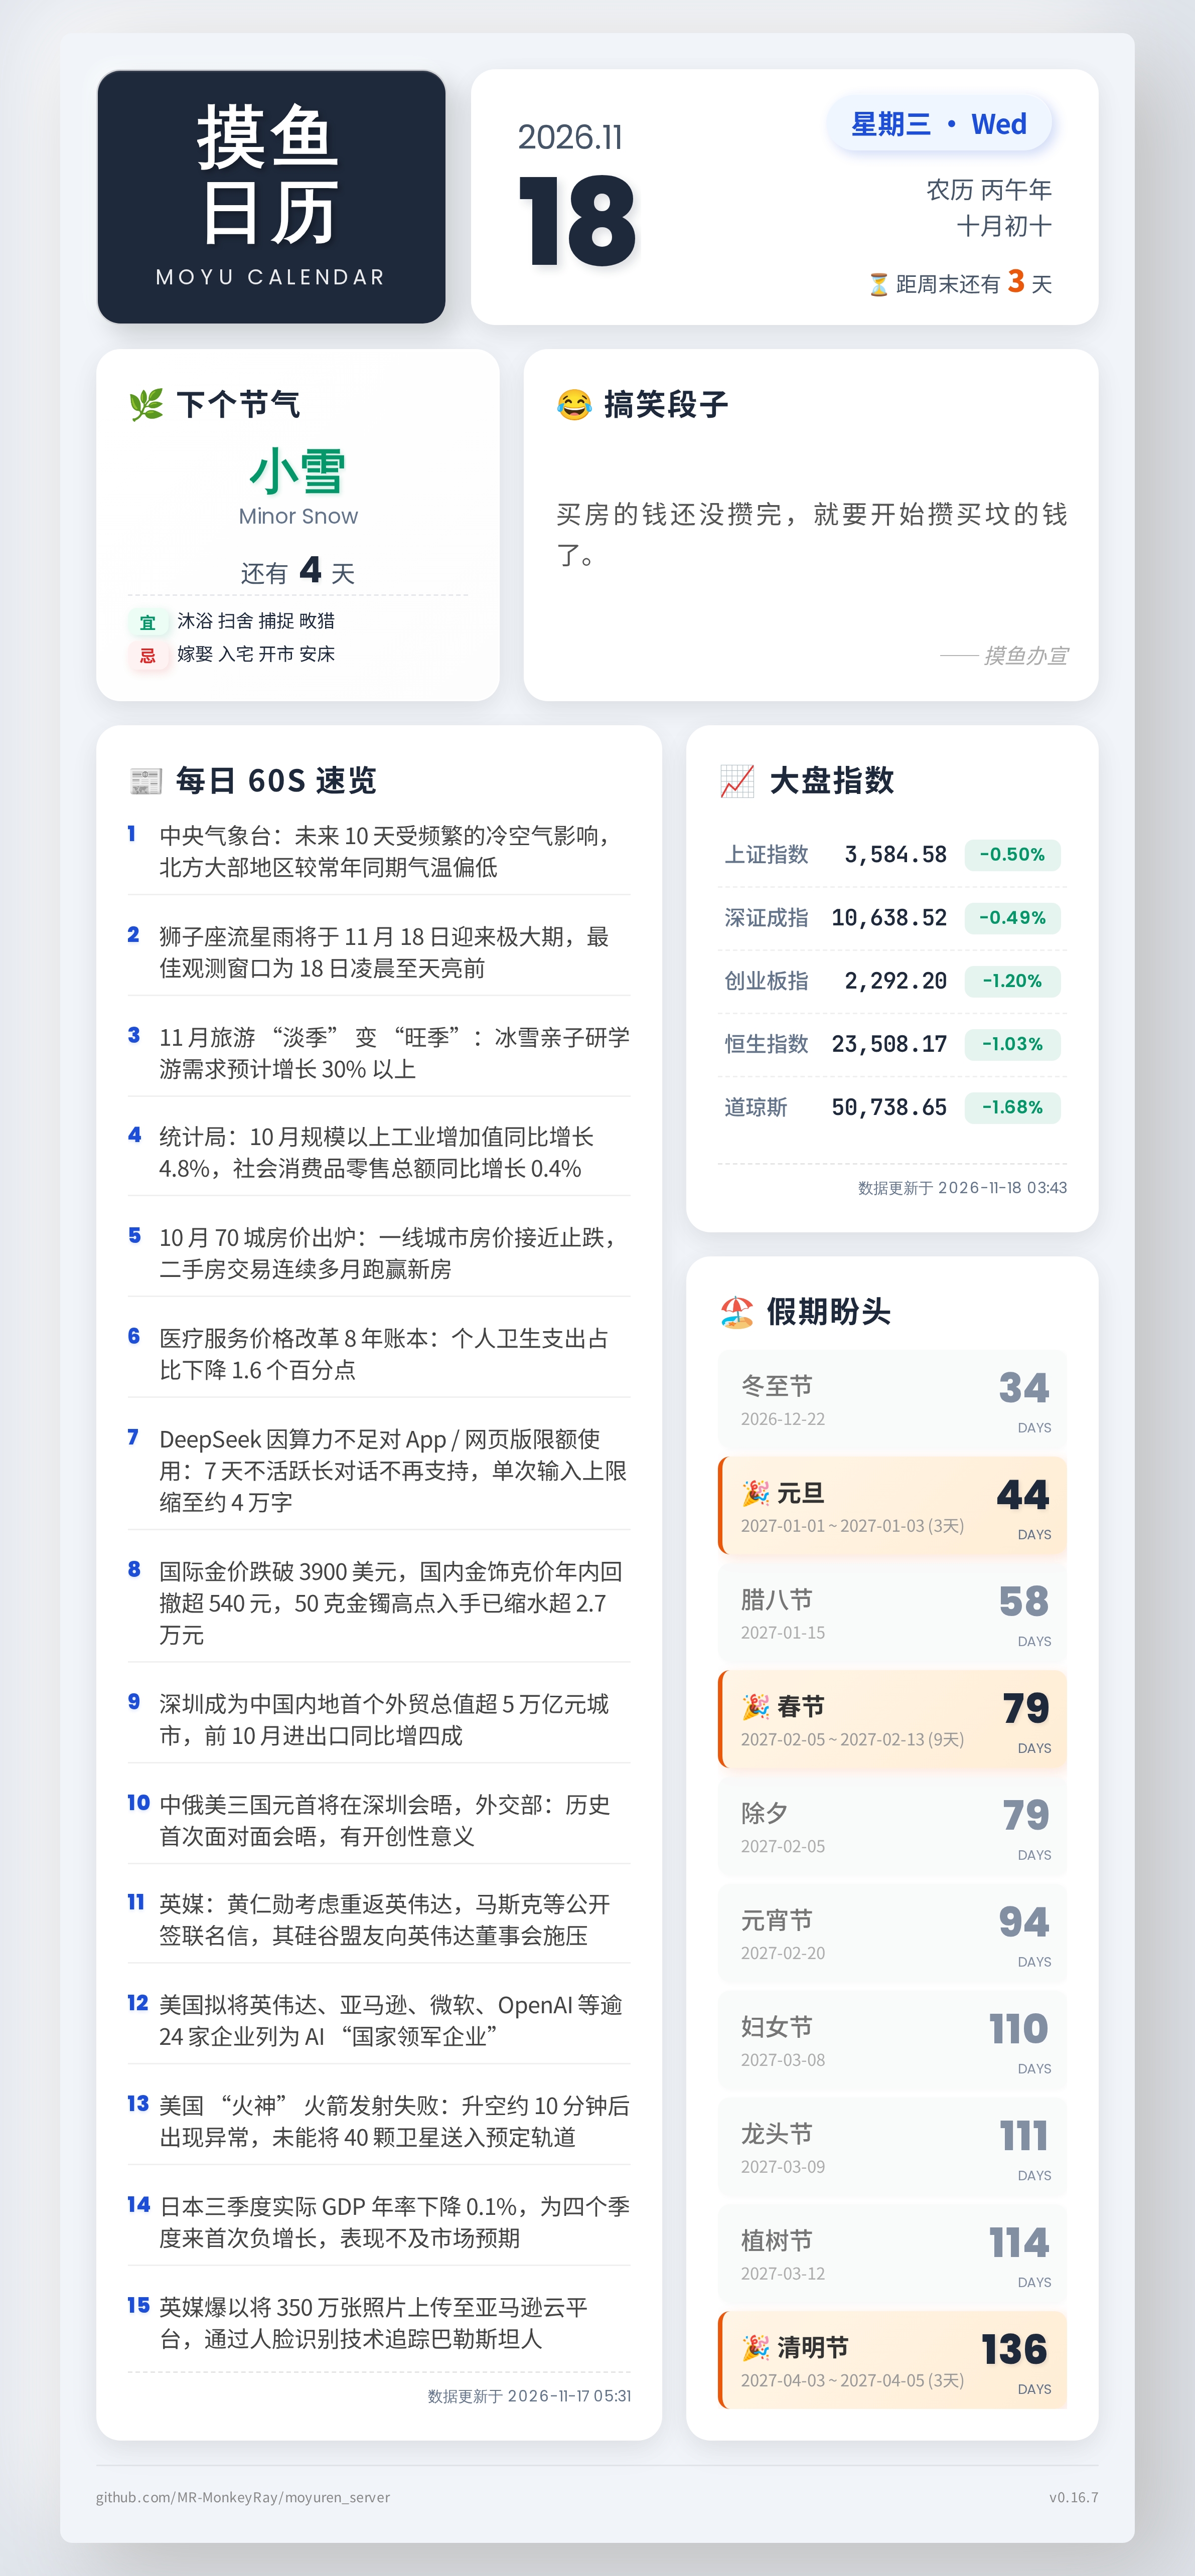 摸鱼
日历
MOYU CALENDAR
2026.11
18
星期三 · Wed
农历 丙午年
十月初十
⏳ 距周末还有 3 天
🌿 下个节气
小雪
Minor Snow
还有 4 天
宜 沐浴 扫舍 捕捉 畋猎
忌 嫁娶 入宅 开市 安床
😂 搞笑段子
买房的钱还没攒完，就要开始攒买坟的钱
了。
—— 摸鱼办宣
📰 每日 60S 速览
1 中央气象台：未来 10 天受频繁的冷空气影响，
北方大部地区较常年同期气温偏低
2 狮子座流星雨将于 11 月 18 日迎来极大期，最
佳观测窗口为 18 日凌晨至天亮前
3 11 月旅游 “淡季” 变 “旺季”：冰雪亲子研学
游需求预计增长 30% 以上
4 统计局：10 月规模以上工业增加值同比增长
4.8%，社会消费品零售总额同比增长 0.4%
5 10 月 70 城房价出炉：一线城市房价接近止跌，
二手房交易连续多月跑赢新房
6 医疗服务价格改革 8 年账本：个人卫生支出占
比下降 1.6 个百分点
7 DeepSeek 因算力不足对 App / 网页版限额使
用：7 天不活跃长对话不再支持，单次输入上限
缩至约 4 万字
8 国际金价跌破 3900 美元，国内金饰克价年内回
撤超 540 元，50 克金镯高点入手已缩水超 2.7
万元
9 深圳成为中国内地首个外贸总值超 5 万亿元城
市，前 10 月进出口同比增四成
10 中俄美三国元首将在深圳会晤，外交部：历史
首次面对面会晤，有开创性意义
11 英媒：黄仁勋考虑重返英伟达，马斯克等公开
签联名信，其硅谷盟友向英伟达董事会施压
12 美国拟将英伟达、亚马逊、微软、OpenAI 等逾
24 家企业列为 AI “国家领军企业”
13 美国 “火神” 火箭发射失败：升空约 10 分钟后
出现异常，未能将 40 颗卫星送入预定轨道
14 日本三季度实际 GDP 年率下降 0.1%，为四个季
度来首次负增长，表现不及市场预期
15 英媒爆以将 350 万张照片上传至亚马逊云平
台，通过人脸识别技术追踪巴勒斯坦人
数据更新于 2026-11-17 05:31
📈 大盘指数
上证指数 3,584.58 -0.50%
深证成指 10,638.52 -0.49%
创业板指 2,292.20 -1.20%
恒生指数 23,508.17 -1.03%
道琼斯 50,738.65 -1.68%
数据更新于 2026-11-18 03:43
🏖️ 假期盼头
冬至节 34
2026-12-22 DAYS
🎉 元旦 44
2027-01-01 ~ 2027-01-03 (3天) DAYS
腊八节 58
2027-01-15 DAYS
🎉 春节 79
2027-02-05 ~ 2027-02-13 (9天) DAYS
除夕 79
2027-02-05 DAYS
元宵节 94
2027-02-20 DAYS
妇女节 110
2027-03-08 DAYS
龙头节 111
2027-03-09 DAYS
植树节 114
2027-03-12 DAYS
🎉 清明节 136
2027-04-03 ~ 2027-04-05 (3天) DAYS
github.com/MR-MonkeyRay/moyuren_server
v0.16.7